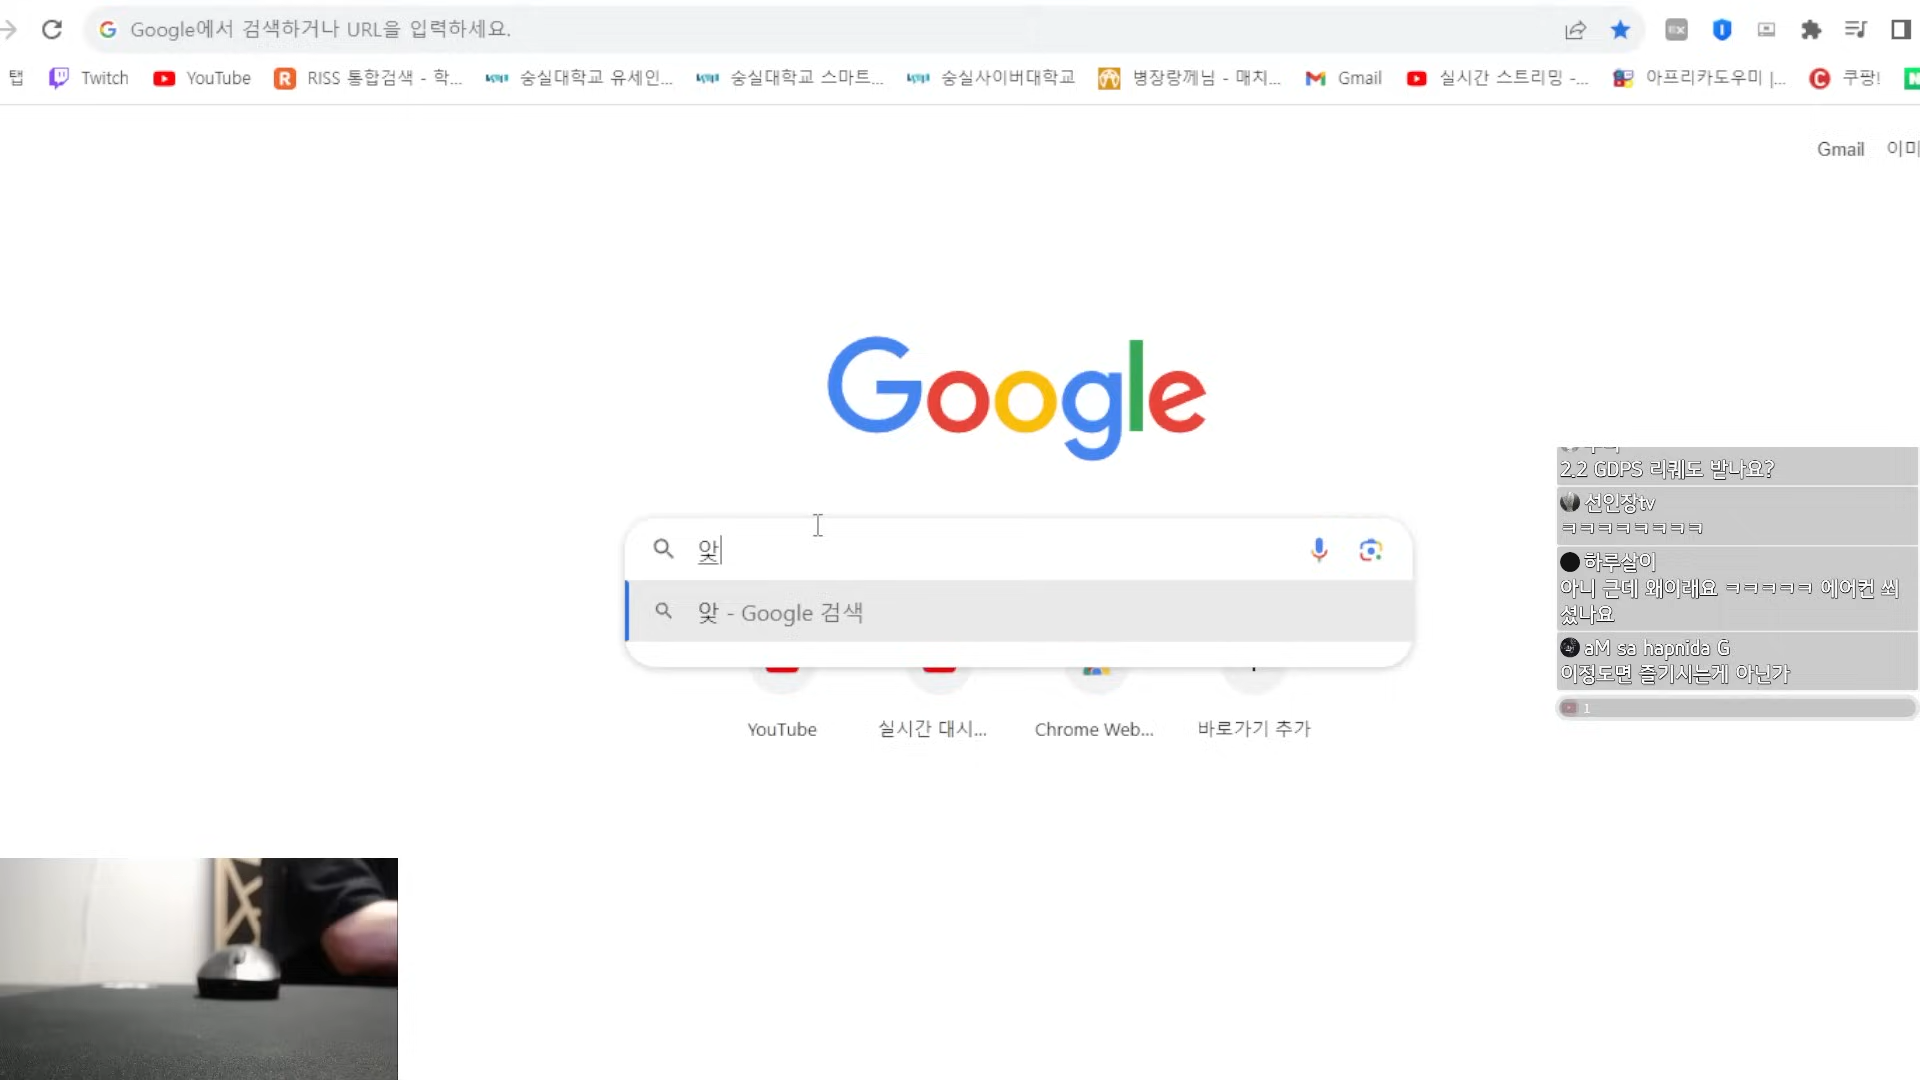 Google에서 검색하거나 URL을 입력하세요.
탭 Twitch YouTube RISS 통합검색 - 학... 숭실대학교 유세인... 숭실대학교 스마트... 숭실사이버대학교 병장랑께님 - 매치... Gmail 실시간 스트리밍 -... 아프리카도우미 |... 쿠팡!
Gmail 이미
Google
앚
앚 - Google 검색
YouTube 실시간 대시... Chrome Web... 바로가기 추가
2.2 GDPS 리퀘도 받나요?
선인장tv
ㅋㅋㅋㅋㅋㅋㅋㅋ
하루살이
아니 근데 왜이래요 ㅋㅋㅋㅋㅋ 에어컨 쐬
셨나요
aM sa hapnida G
이정도면 즐기시는게 아닌가
1